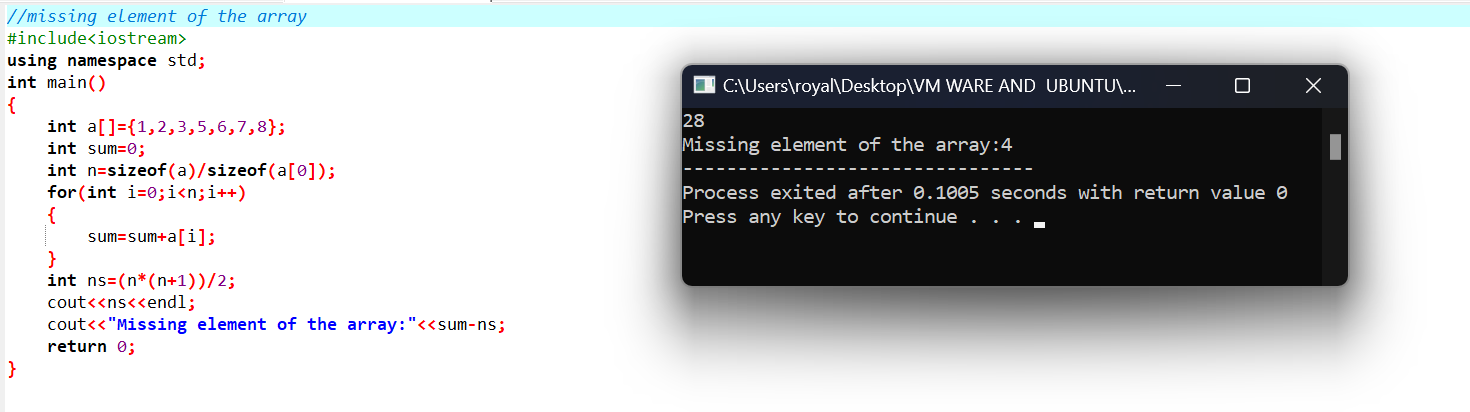 //missing element of the array
#include<iostream>
using namespace std;
int main()
{
    int a[]={1,2,3,5,6,7,8};
    int sum=0;
    int n=sizeof(a)/sizeof(a[0]);
    for(int i=0;i<n;i++)
    {
        sum=sum+a[i];
    }
    int ns=(n*(n+1))/2;
    cout<<ns<<endl;
    cout<<"Missing element of the array:"<<sum-ns;
    return 0;
}
C:\Users\royal\Desktop\VM WARE AND  UBUNTU\...
28
Missing element of the array:4
--------------------------------
Process exited after 0.1005 seconds with return value 0
Press any key to continue . . .